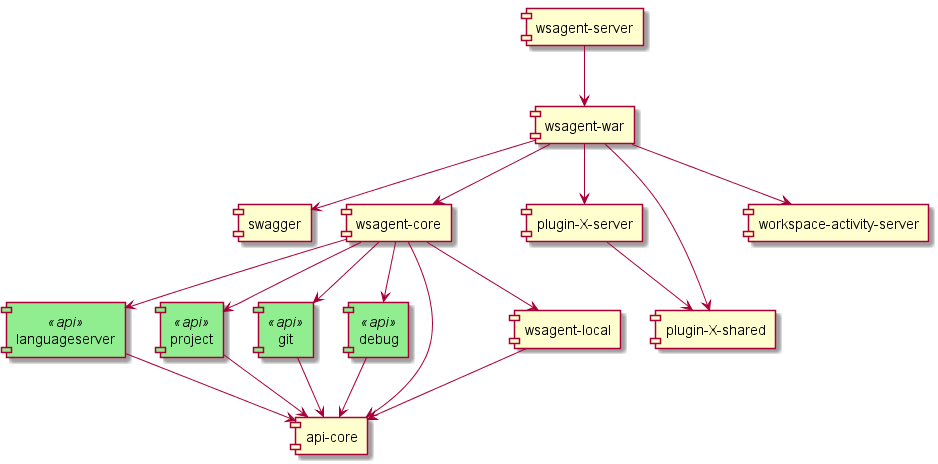 wsagent-server
wsagent-war
swagger
wsagent-core
plugin-X-server
workspace-activity-server
«api»
languageserver
«api»
project
«api»
git
«api»
debug
wsagent-local
plugin-X-shared
api-core